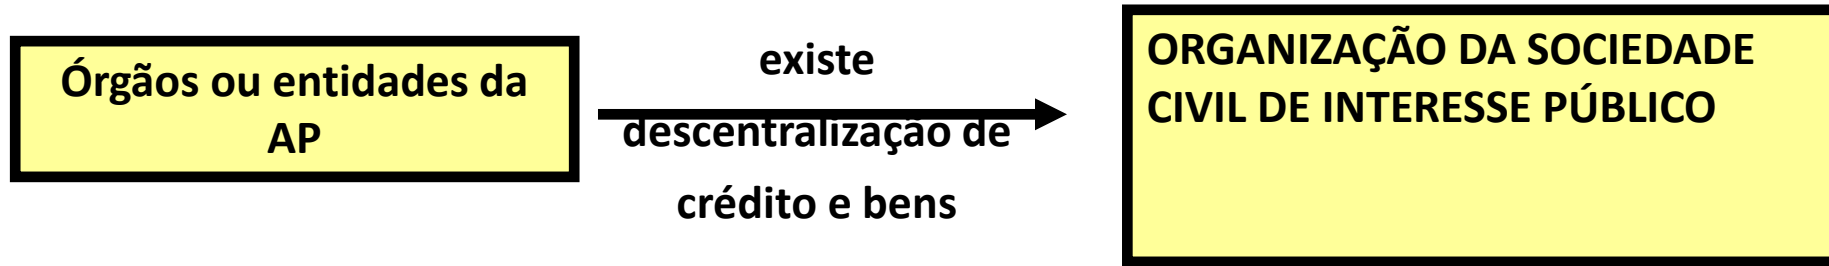 Órgãos ou entidades da
AP
existe
descentralização de
crédito e bens
ORGANIZAÇÃO DA SOCIEDADE
CIVIL DE INTERESSE PÚBLICO